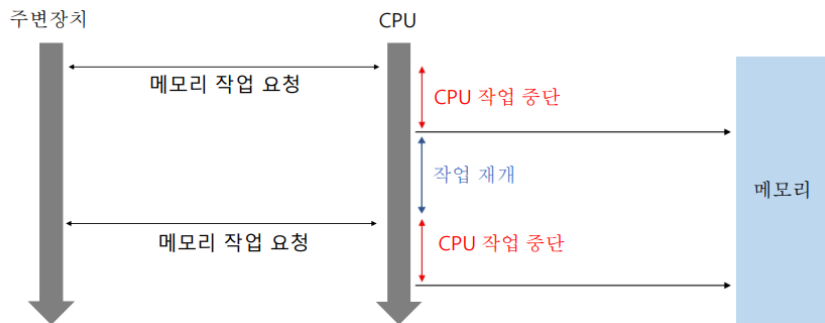 주변장치
CPU
메모리 작업 요청
CPU 작업 중단
작업 재개
메모리
메모리 작업 요청
CPU 작업 중단